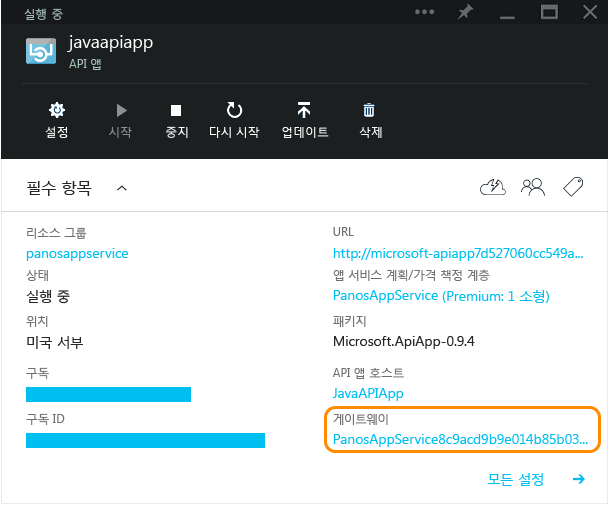 실행 중
javaapiapp
API 앱
설정
시작
중지
다시 시작
업데이트
삭제
필수 항목
리소스 그룹
panosappservice
상태
실행 중
위치
미국 서부
구독
구독 ID
URL
http://microsoft-apiapp7d527060cc549a...
앱 서비스 계획/가격 책정 계층
PanosAppService (Premium: 1 소형)
패키지
Microsoft.ApiApp-0.9.4
API 앱 호스트
JavaAPIApp
게이트웨이
PanosAppService8c9acd9b9e014b85b03...
모든 설정